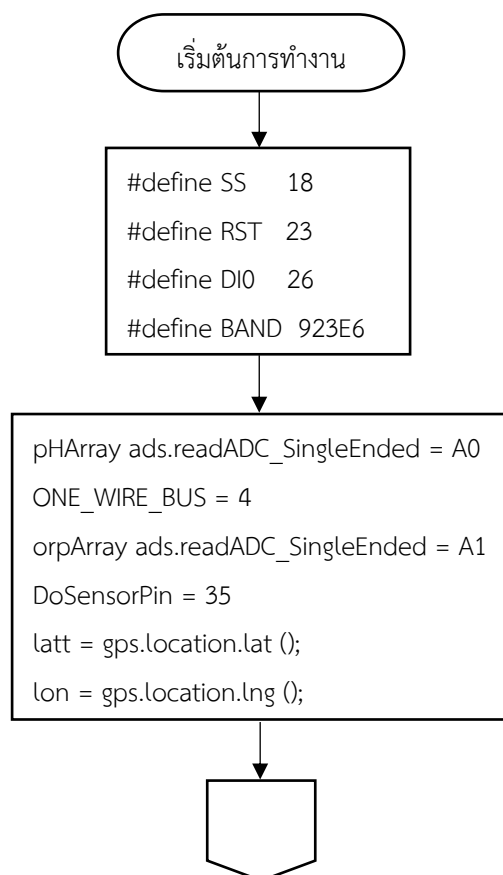 เริ่มต้นการทำงาน
#define SS 18
#define RST 23
#define DI0 26
#define BAND 923E6
pHArray ads.readADC_SingleEnded = A0
ONE_WIRE_BUS = 4
orpArray ads.readADC_SingleEnded = A1
DoSensorPin = 35
latt = gps.location.lat ();
lon = gps.location.lng ();